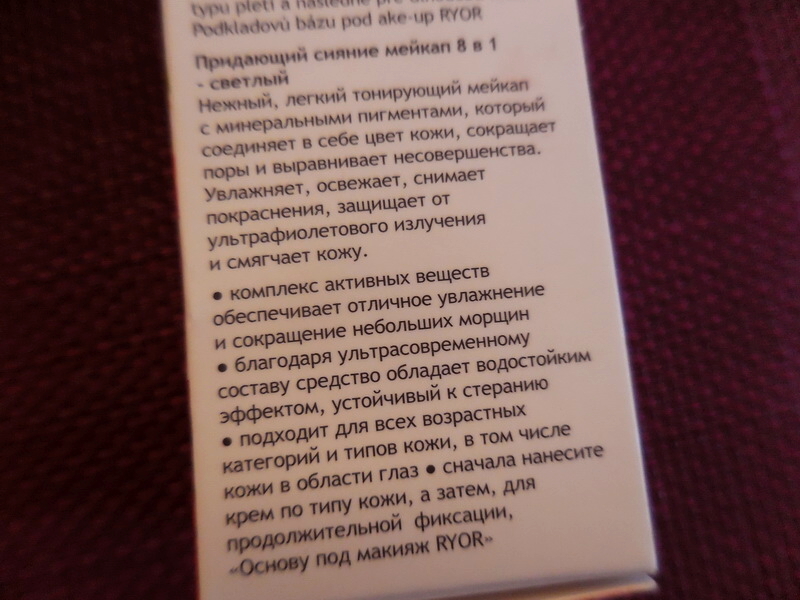 typu pleti a následne pre
Podkladovú bázu pod ake-up RYOR
Придающий сияние мейкап 8 в 1
- светлый
Нежный, легкий тонирующий мейкап
с минеральными пигментами, который
соединяет в себе цвет кожи, сокращает
поры и выравнивает несовершенства.
Увлажняет, освежает, снимает
покраснения, защищает от
ультрафиолетового излучения
и смягчает кожу.
• комплекс активных веществ
обеспечивает отличное увлажнение
и сокращение небольших морщин
• благодаря ультрасовременному
составу средство обладает водостойким
эффектом, устойчивый к стеранию
• подходит для всех возрастных
категорий и типов кожи, в том числе
кожи в области глаз • сначала нанесите
крем по типу кожи, а затем, для
продолжительной фиксации,
«Основу под макияж RYOR»